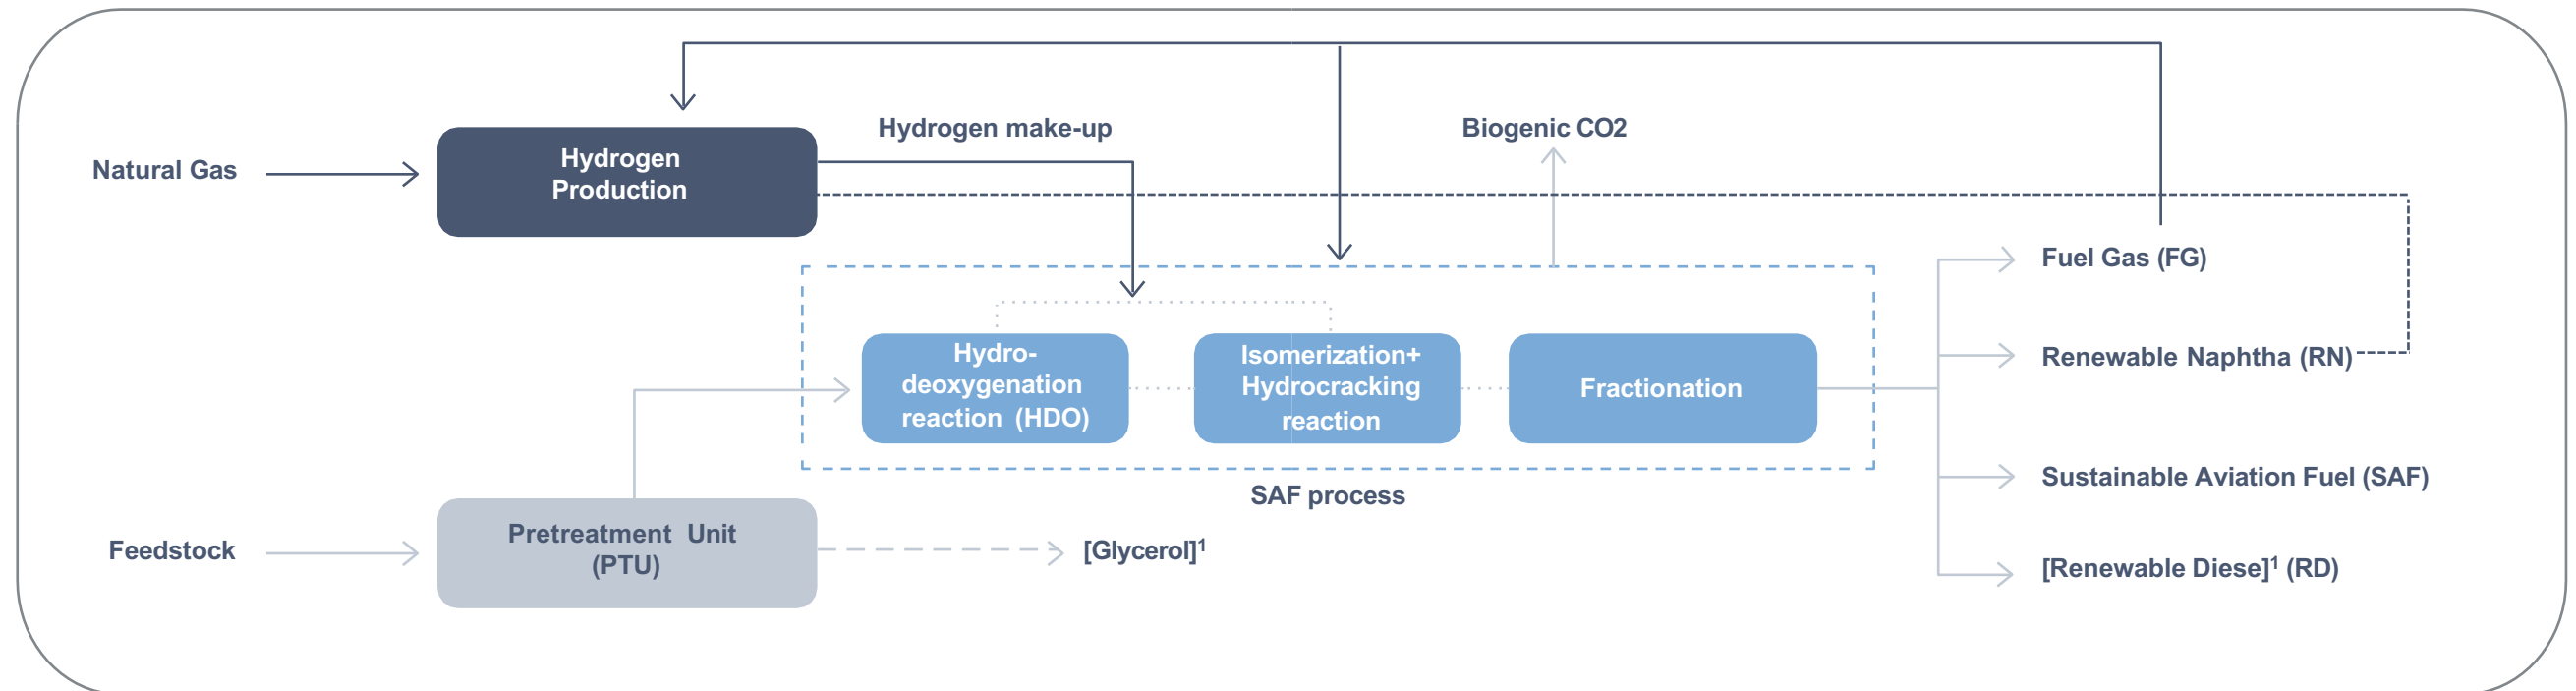 Hydrogen make-up
Biogenic CO2
Natural Gas
Hydrogen
Production
Fuel Gas (FG)
Renewable Naphtha (RN)
Hydro-
deoxygenation
reaction (HDO)
Isomerization+
Hydrocracking
reaction
Fractionation
Sustainable Aviation Fuel (SAF)
SAF process
Feedstock
Pretreatment Unit
(PTU)
[Glycerol]¹
[Renewable Diese]¹ (RD)